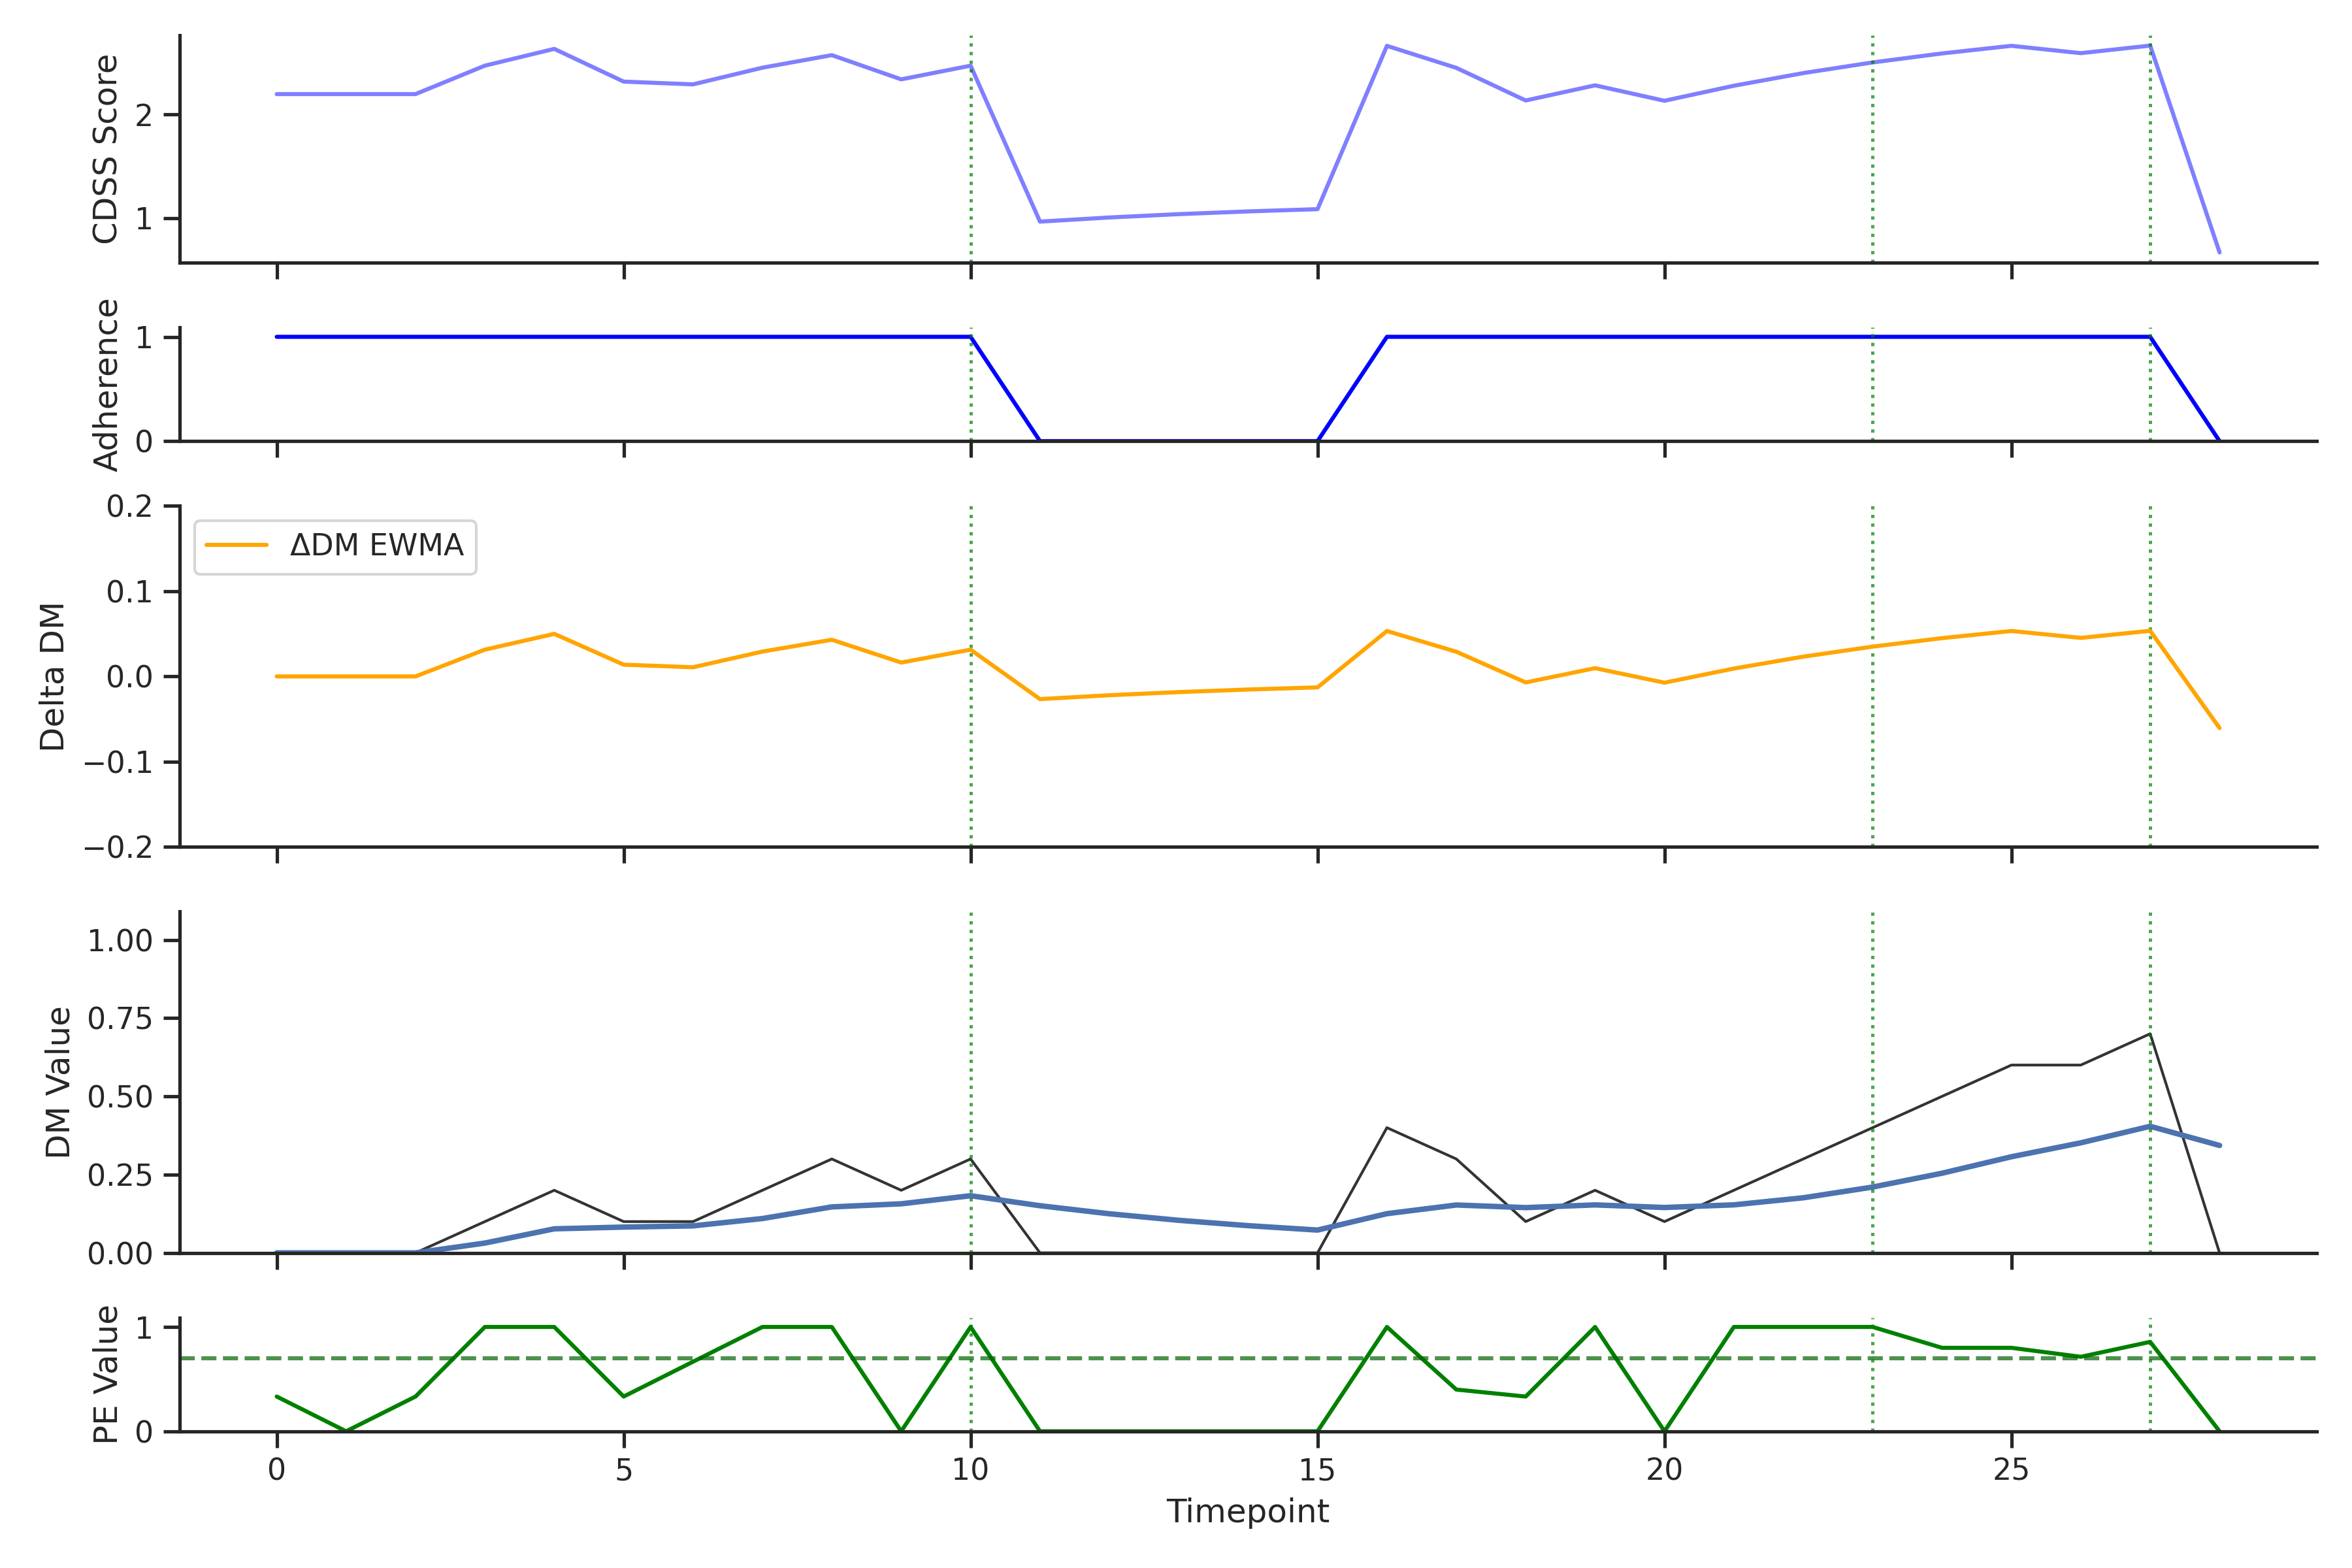 CDSS Score
2
1
Adherence
1
0
Delta DM
0.2
0.1
0.0
−0.1
−0.2
ΔDM EWMA
DM Value
1.00
0.75
0.50
0.25
0.00
PE Value
1
0
0 5 10 15 20 25
Timepoint